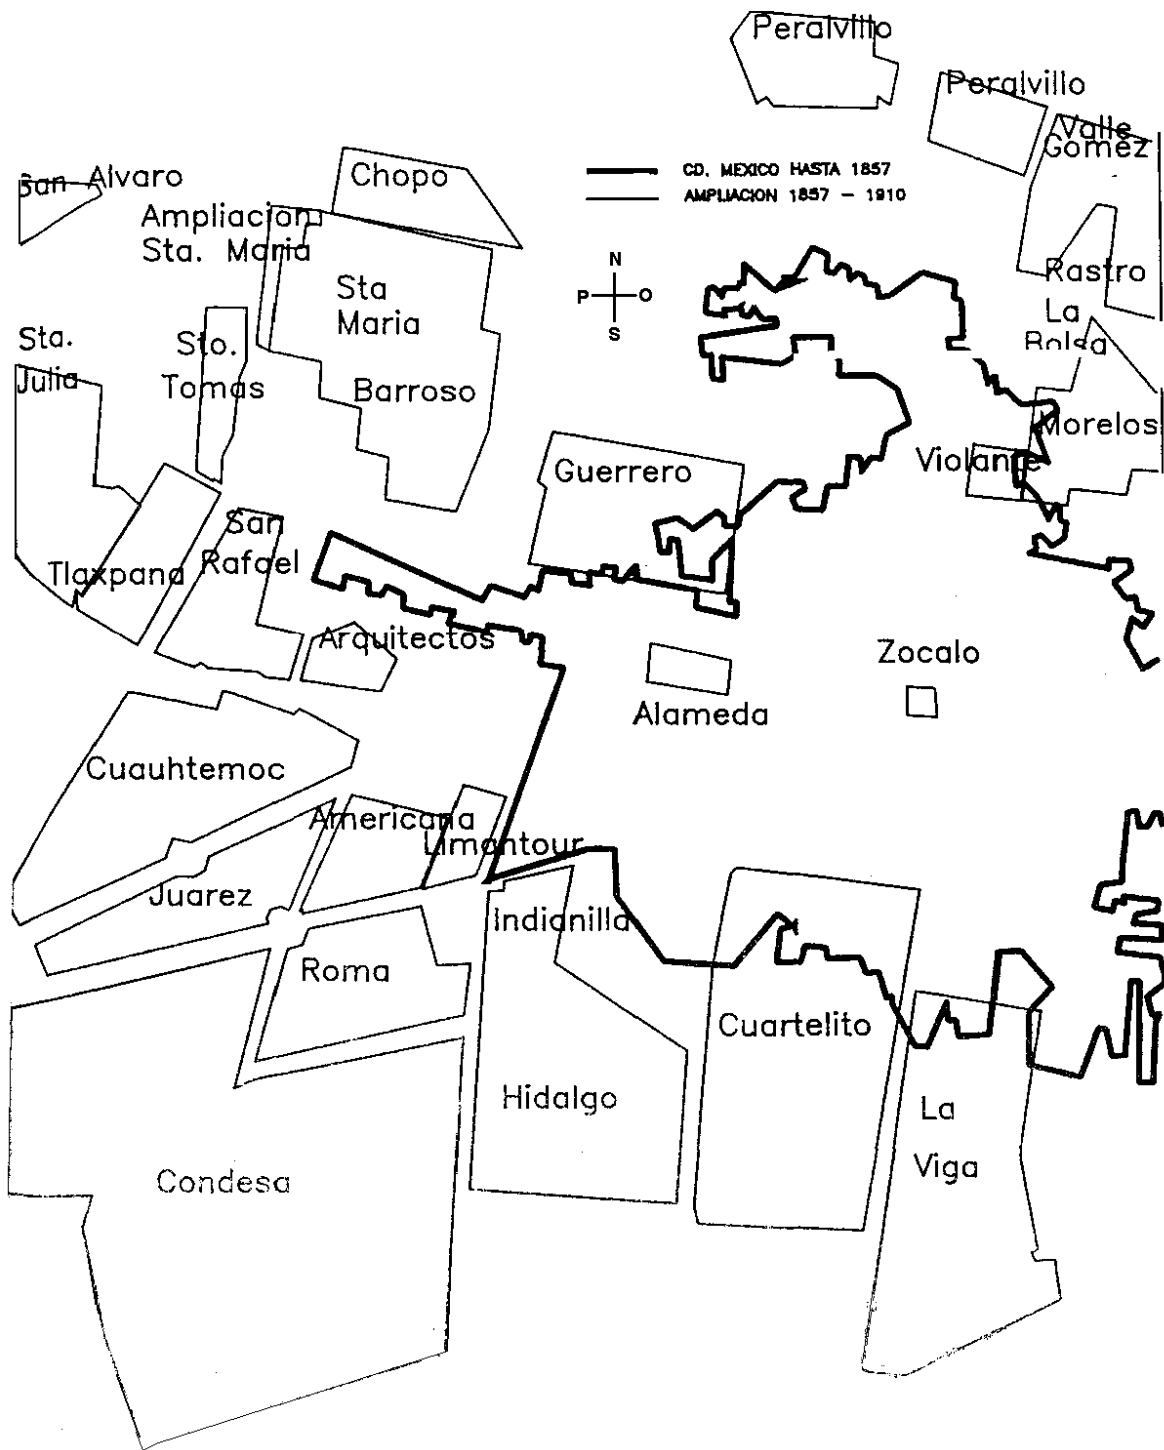 Peralvillo
Peralvillo
Valle
Gomez
CD. MEXICO HASTA 1857
AMPLIACION 1857 - 1910
San Alvaro
Chopo
Ampliacion
Sta. Maria
N
P O
S
Rastro
Sta
Maria
La
Bolsa
Sta.
Julia
Sto.
Tomas
Barroso
Morelos
Violante
Guerrero
San
Rafael
Tlaxpana
Arquitectos
Zocalo
Alameda
Cuauhtemoc
Americana
Limantour
Juarez
Indianilla
Roma
Cuartelito
Hidalgo
La
Viga
Condesa